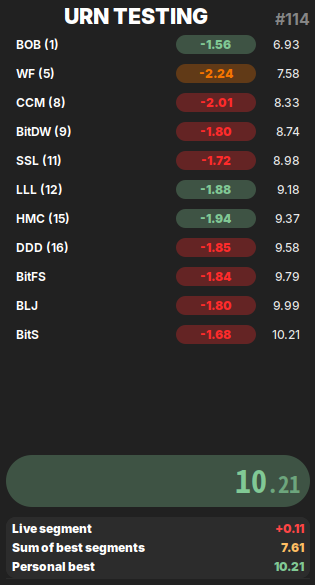 URN TESTING #114
BOB (1) -1.56 6.93
WF (5) -2.24 7.58
CCM (8) -2.01 8.33
BitDW (9) -1.80 8.74
SSL (11) -1.72 8.98
LLL (12) -1.88 9.18
HMC (15) -1.94 9.37
DDD (16) -1.85 9.58
BitFS -1.84 9.79
BLJ -1.80 9.99
BitS -1.68 10.21
10.21
Live segment +0.11
Sum of best segments 7.61
Personal best 10.21